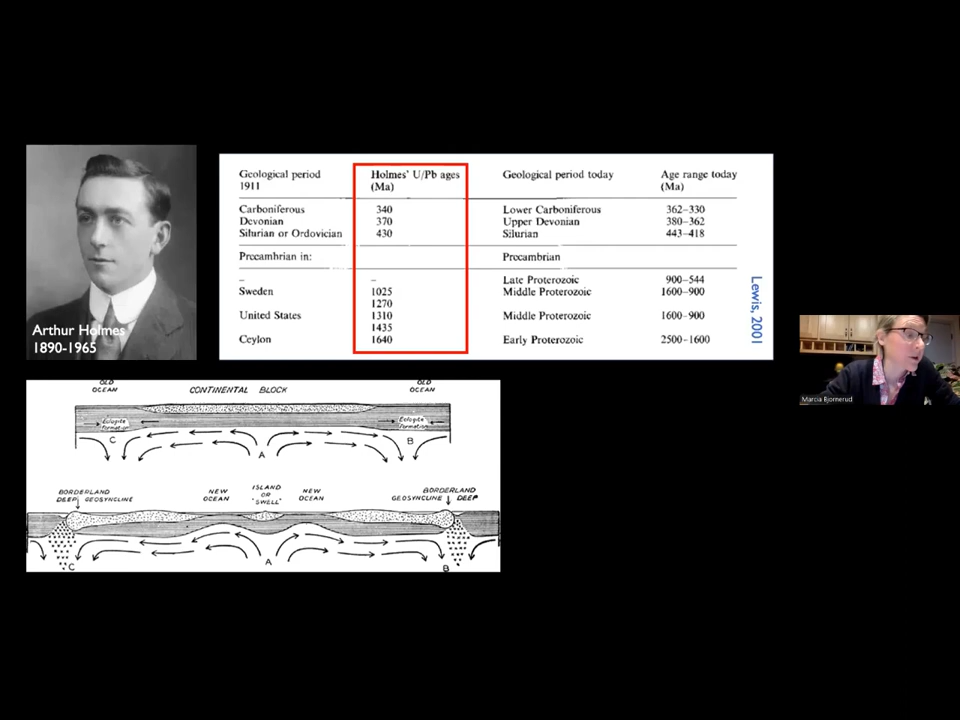 Arthur Holmes
1890-1965
Geological period Holmes' U/Pb ages Geological period today Age range today
1911 (Ma) (Ma)
Carboniferous 340 Lower Carboniferous 362–330
Devonian 370 Upper Devonian 380–362
Silurian or Ordovician 430 Silurian 443–418
Precambrian in: Precambrian
– – Late Proterozoic 900–544
Sweden 1025 Middle Proterozoic 1600–900
1270
United States 1310 Middle Proterozoic 1600–900
1435
Ceylon 1640 Early Proterozoic 2500–1600
Lewis, 2001
Marcia Bjornerud
OLD OCEAN
CONTINENTAL BLOCK
OLD OCEAN
Eclogite
Formation
Eclogite
Formation
C
B
A
BORDERLAND
DEEP GEOSYNCLINE
NEW
OCEAN
ISLAND
OR
"SWELL"
NEW
OCEAN
BORDERLAND
GEOSYNCLINE DEEP
C
A
B